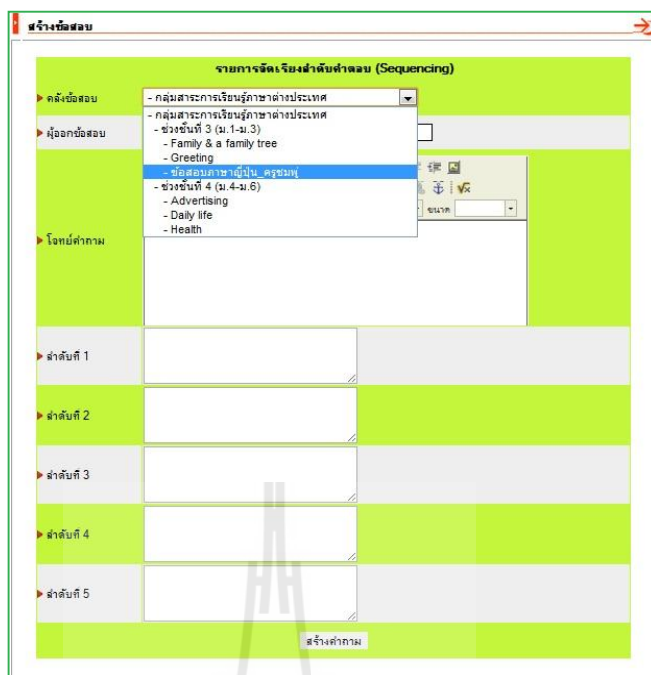 สร้างข้อสอบ
รายการจัดเรียงลำดับคำตอบ (Sequencing)
คลังข้อสอบ
- กลุ่มสาระการเรียนรู้ภาษาต่างประเทศ
- กลุ่มสาระการเรียนรู้ภาษาต่างประเทศ
- ช่วงชั้นที่ 3 (ม.1-ม.3)
- Family & a family tree
- Greeting
- ข้อสอบภาษาญี่ปุ่น_ครูชมพู่
- ช่วงชั้นที่ 4 (ม.4-ม.6)
- Advertising
- Daily life
- Health
ผู้ออกข้อสอบ
ขนาด
โจทย์คำถาม
ลำดับที่ 1
ลำดับที่ 2
ลำดับที่ 3
ลำดับที่ 4
ลำดับที่ 5
สร้างคำถาม